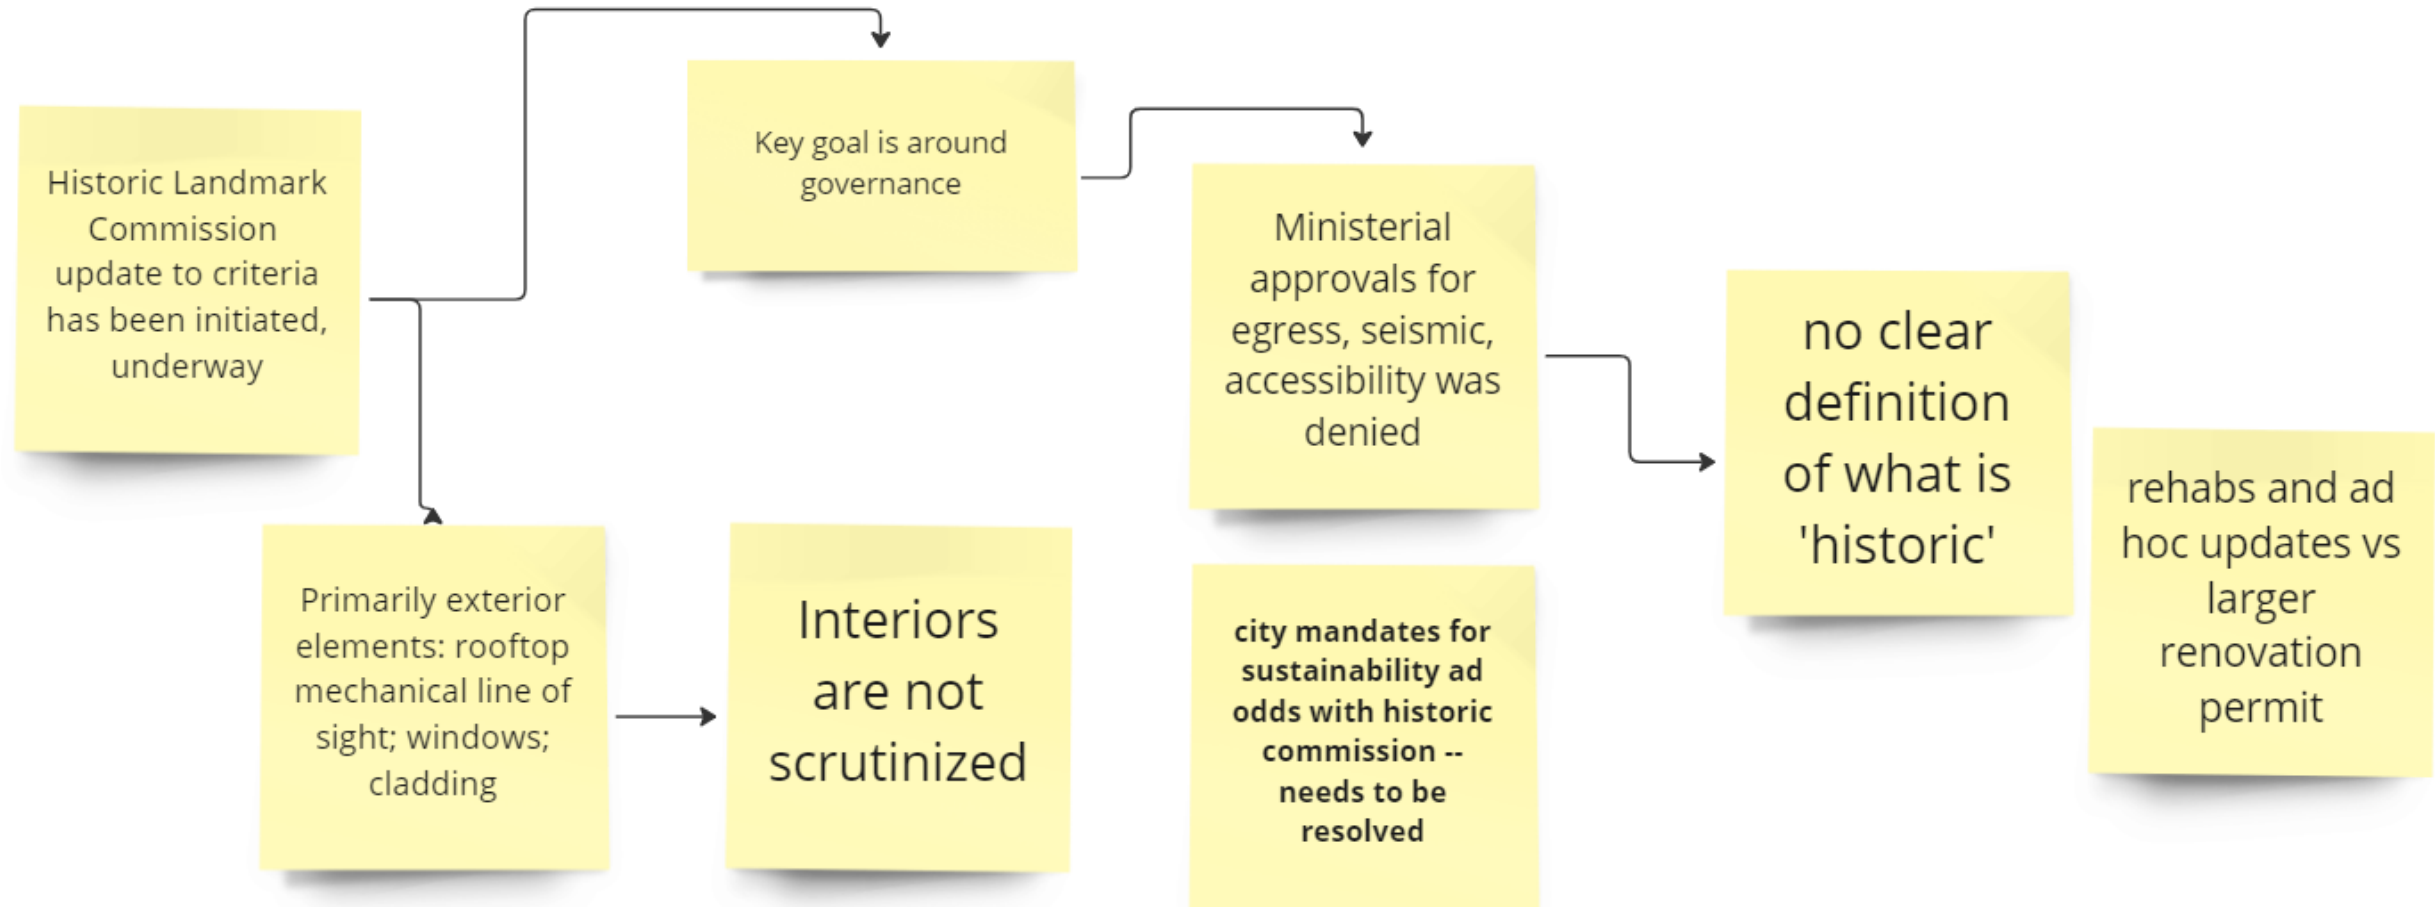 Historic Landmark
Commission
update to criteria
has been initiated,
underway
Key goal is around
governance
Ministerial
approvals for
egress, seismic,
accessibility was
denied
no clear
definition
of what is
'historic'
rehabs and ad
hoc updates vs
larger
renovation
permit
Primarily exterior
elements: rooftop
mechanical line of
sight; windows;
cladding
Interiors
are not
scrutinized
city mandates for
sustainability ad
odds with historic
commission --
needs to be
resolved